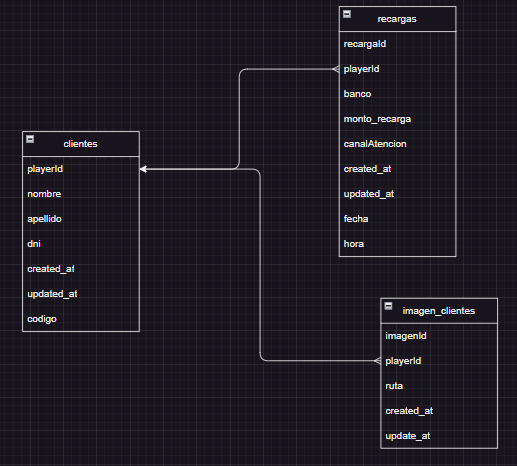 recargas
recargaId
playerId
banco
monto_recarga
canalAtencion
created_at
updated_at
fecha
hora
clientes
playerId
nombre
apellido
dni
created_at
updated_at
codigo
imagen_clientes
imagenId
playerId
ruta
created_at
update_at